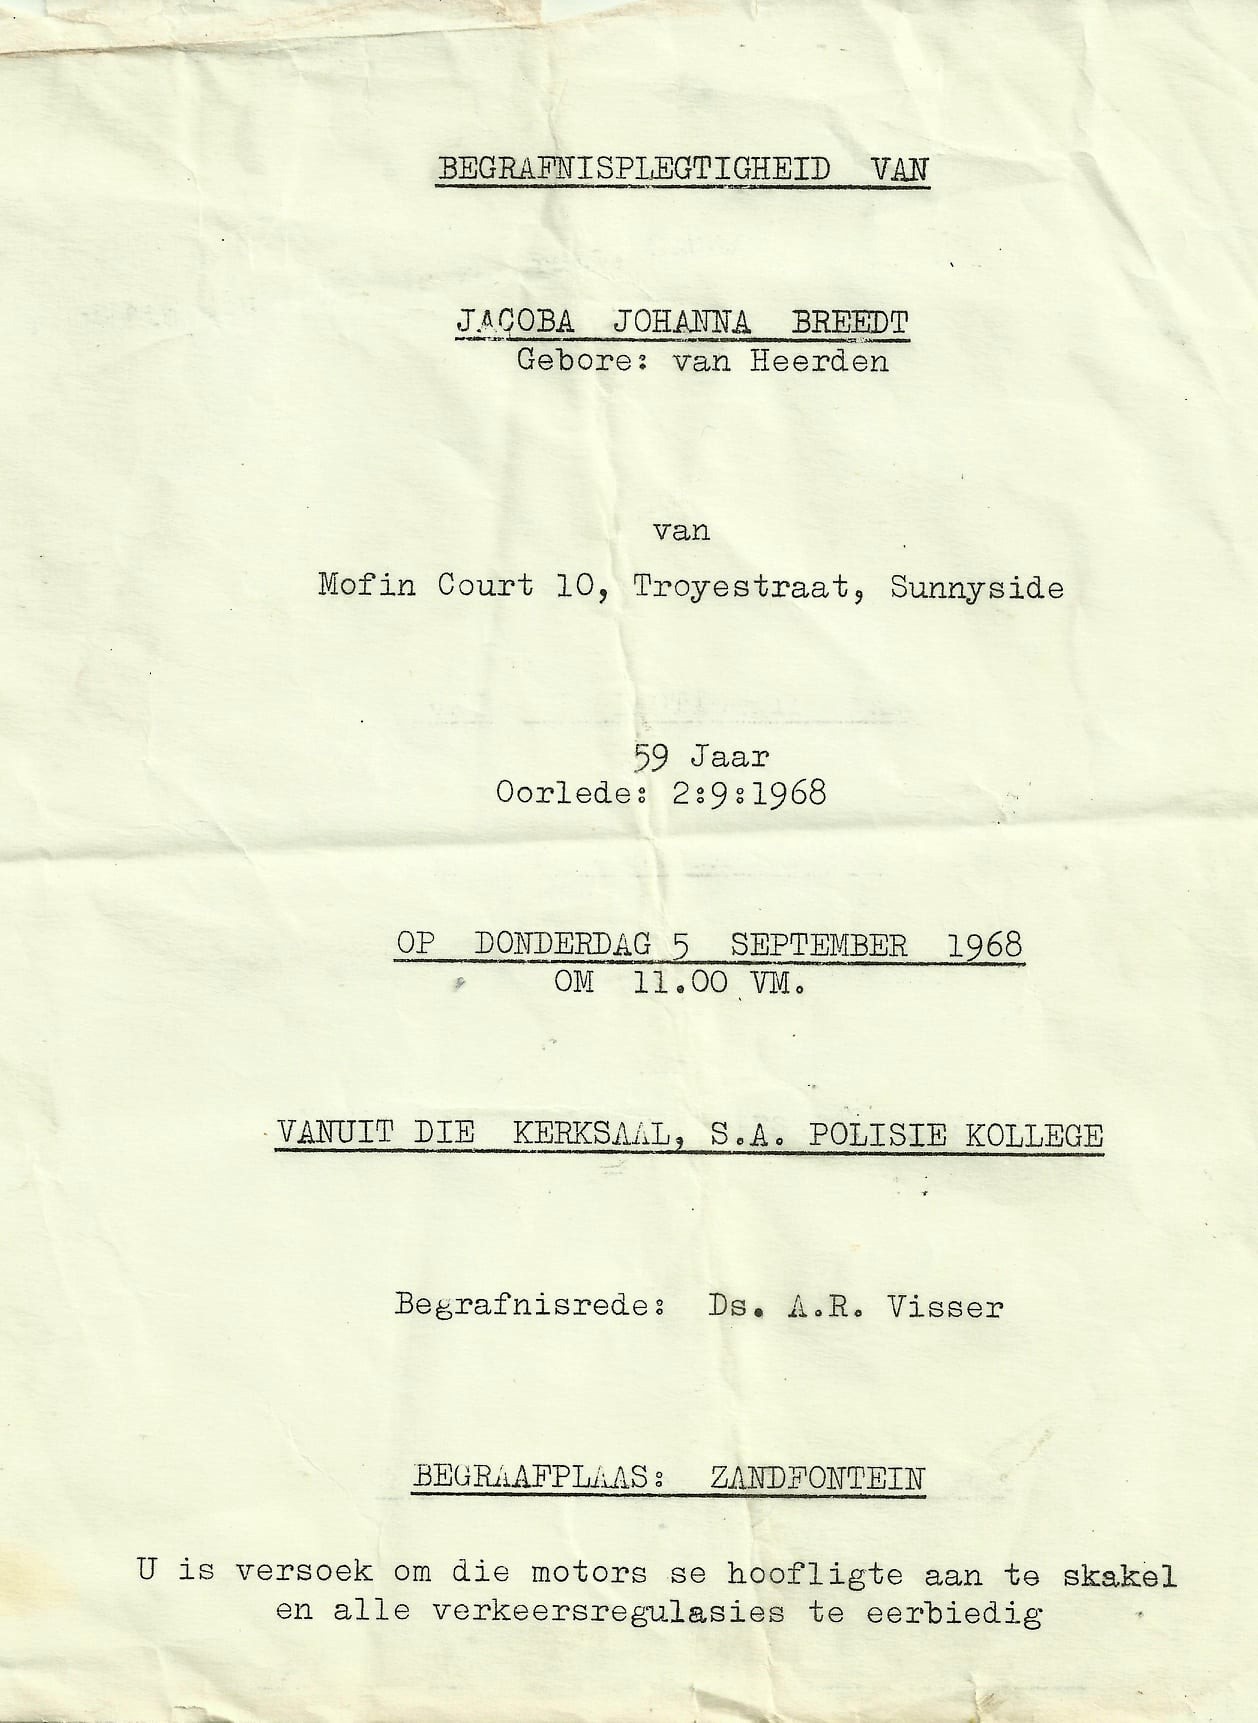 BEGRAFNISPLEGTIGHEID VAN
JACOBA JOHANNA BREEDT
Gebore: van Heerden
van
Mofin Court 10, Troyestraat, Sunnyside
59 Jaar
Oorlede: 2:9:1968
OP DONDERDAG 5 SEPTEMBER 1968
OM 11.00 VM.
VANUIT DIE KERKSAAL, S.A. POLISIE KOLLEGE
Begrafnisrede: Ds. A.R. Visser
BEGRAAFPLAAS: ZANDFONTEIN
U is versoek om die motors se hoofligte aan te skakel
en alle verkeersregulasies te eerbiedig